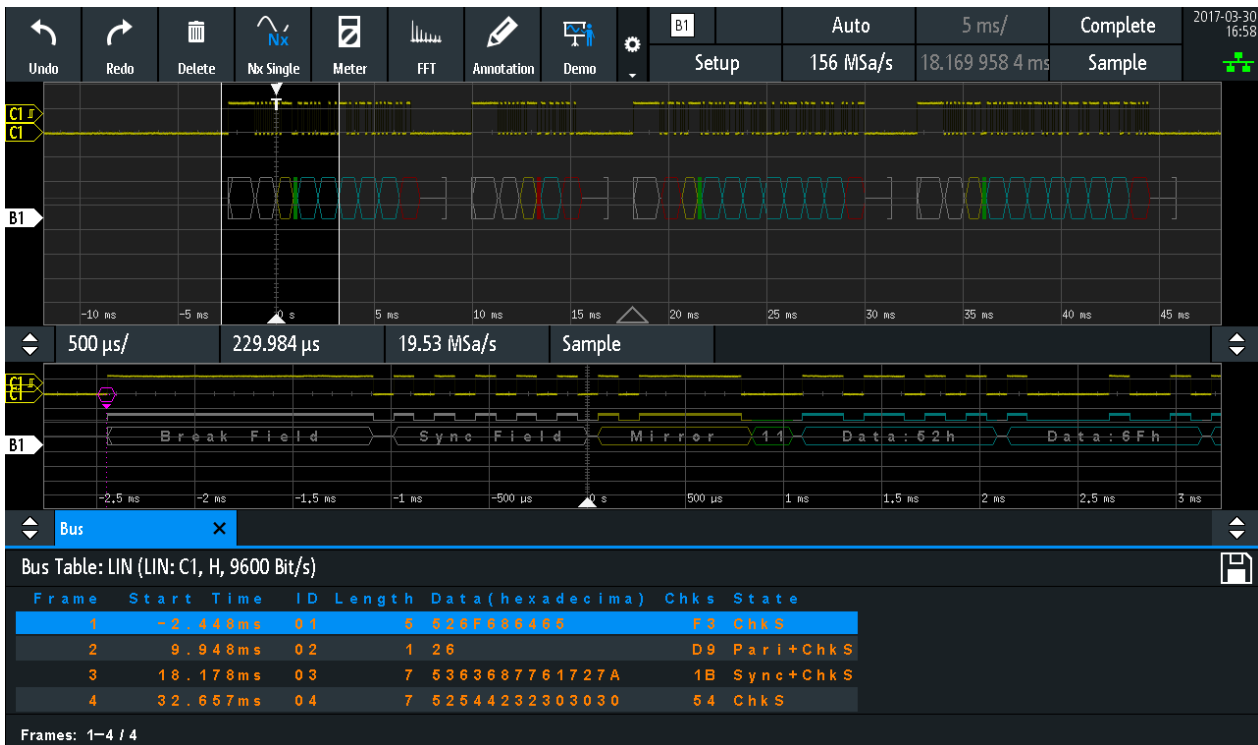 Undo Redo Delete Nx Single Meter FFT Annotation Demo
Nx
B1 Auto 5 ms/ Complete
Setup 156 MSa/s 18.169 958 4 ms Sample
2017-03-30
16:58
C1
T
C1
B1
-10 ms -5 ms 0 s 5 ms 10 ms 15 ms 20 ms 25 ms 30 ms 35 ms 40 ms 45 ms
500 µs/ 229.984 µs 19.53 MSa/s Sample
C1
B1
Break Field Sync Field Mirror 11 Data:52h Data:6Fh
-2.5 ms -2 ms -1.5 ms -1 ms -500 µs 0 s 500 µs 1 ms 1.5 ms 2 ms 2.5 ms 3 ms
Bus ×
Bus Table: LIN (LIN: C1, H, 9600 Bit/s)
Frame Start Time ID Length Data(hexadecima) Chks State
1 -2.448ms 01 5 526F686465 F3 ChkS
2 9.948ms 02 1 26 D9 Pari+ChkS
3 18.178ms 03 7 5363687761727A 1B Sync+ChkS
4 32.657ms 04 7 52544232303030 54 ChkS
Frames: 1-4 / 4